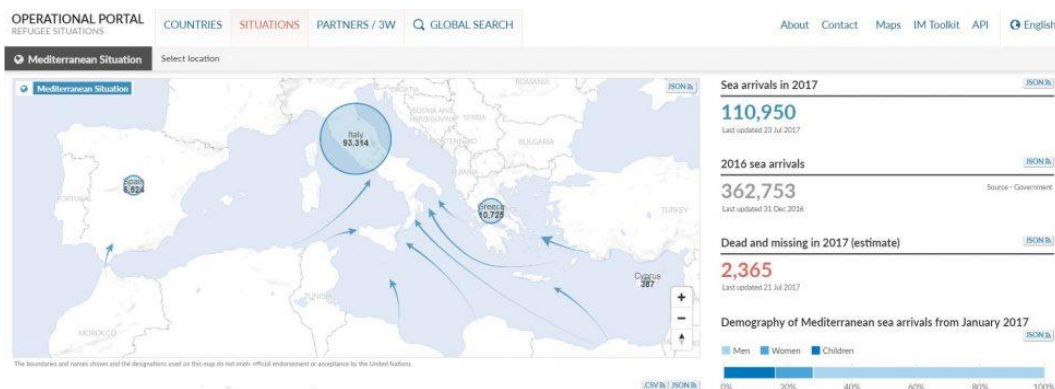 OPERATIONAL PORTAL
REFUGEE SITUATIONS
COUNTRIES SITUATIONS PARTNERS / 3W GLOBAL SEARCH
About Contact Maps IM Toolkit API English
Mediterranean Situation Select location
Mediterranean Situation
JSON
ROMANIA
CROATIA
BOSNIA AND
HERZEGOVINA SERBIA
Italy
93,314
MONTENEGRO BULGARIA
ALBANIA
Spain
6,524
PORTUGAL
Greece
10,725
TURKEY
Cyprus
387
TUNISIA
MOROCCO
+
−
The boundaries and names shown and the designations used on this map do not imply official endorsement or acceptance by the United Nations
CSV JSON
Sea arrivals in 2017 JSON
110,950
Last updated 23 Jul 2017
2016 sea arrivals JSON
362,753 Source - Government
Last updated 31 Dec 2016
Dead and missing in 2017 (estimate) JSON
2,365
Last updated 21 Jul 2017
Demography of Mediterranean sea arrivals from January 2017
JSON
Men Women Children
0% 20% 40% 60% 80% 100%